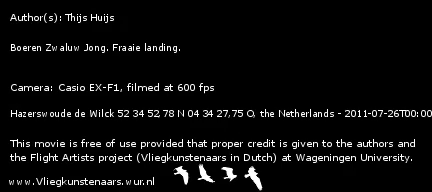 Author(s): Thijs Huijs
Boeren Zwaluw Jong. Fraaie landing.
Camera: Casio EX-F1, filmed at 600 fps
Hazerswoude de Wilck 52 34 52,78 N 04 34 27,75 O, the Netherlands - 2011-07-26T00:00
This movie is free of use provided that proper credit is given to the authors and
the Flight Artists project (Vliegkunstenaars in Dutch) at Wageningen University.
www.Vliegkunstenaars.wur.nl